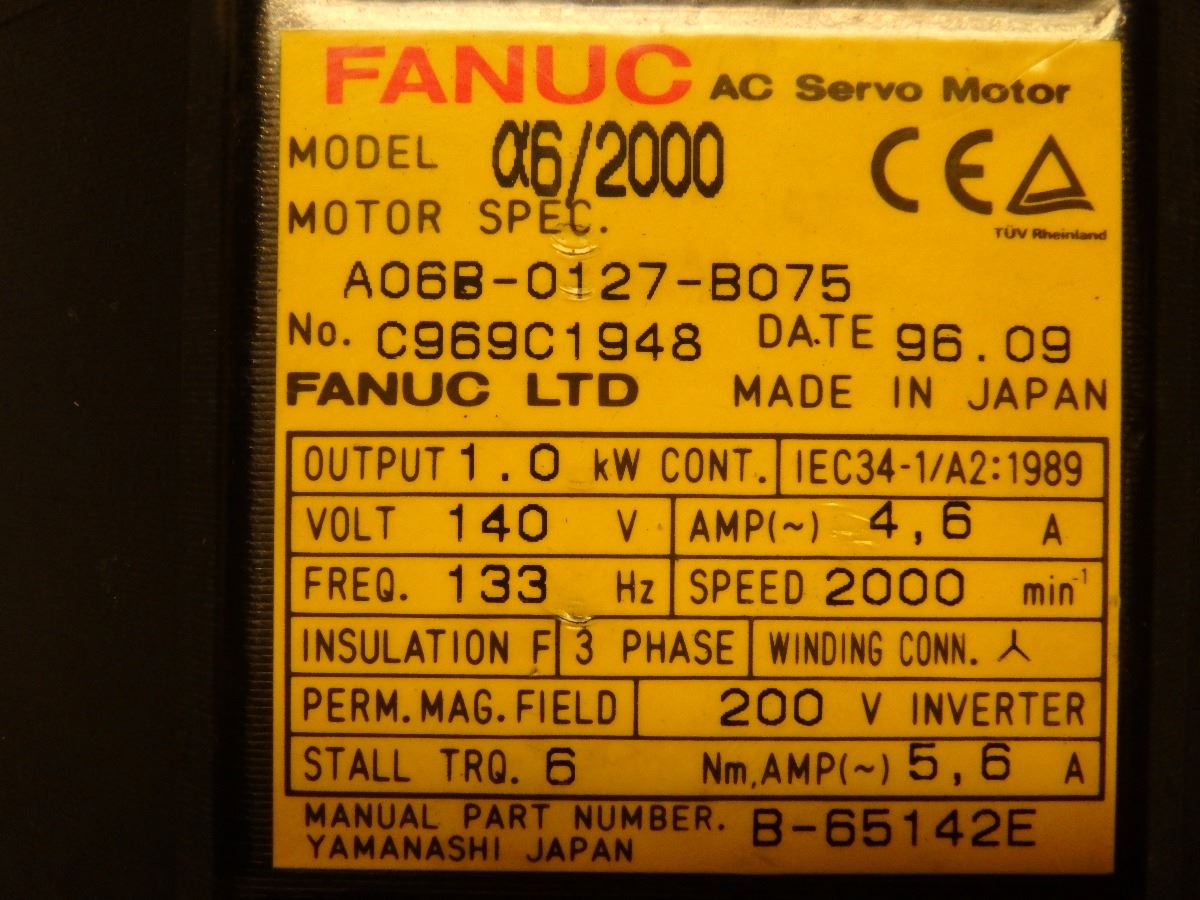 FANUC AC Servo Motor
MODEL α6/2000
CE
TÜV Rheinland
MOTOR SPEC.
A06B-0127-B075
No. C969C1948 DATE 96.09
FANUC LTD MADE IN JAPAN
OUTPUT 1.0 kW CONT. IEC34-1/A2:1989
VOLT 140 V AMP(~) 4,6 A
FREQ. 133 Hz SPEED 2000 min⁻¹
INSULATION F 3 PHASE WINDING CONN.
PERM.MAG.FIELD 200 V INVERTER
STALL TRQ. 6 Nm,AMP(~) 5,6 A
MANUAL PART NUMBER. B-65142E
YAMANASHI JAPAN